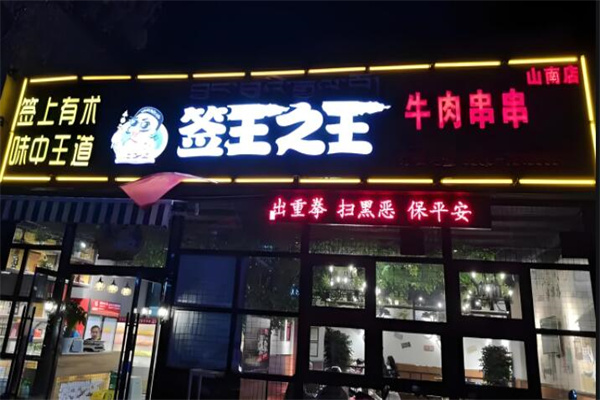 签上有术
味中王道
签王之王
牛肉串串
山南店
出重拳 扫黑恶 保平安